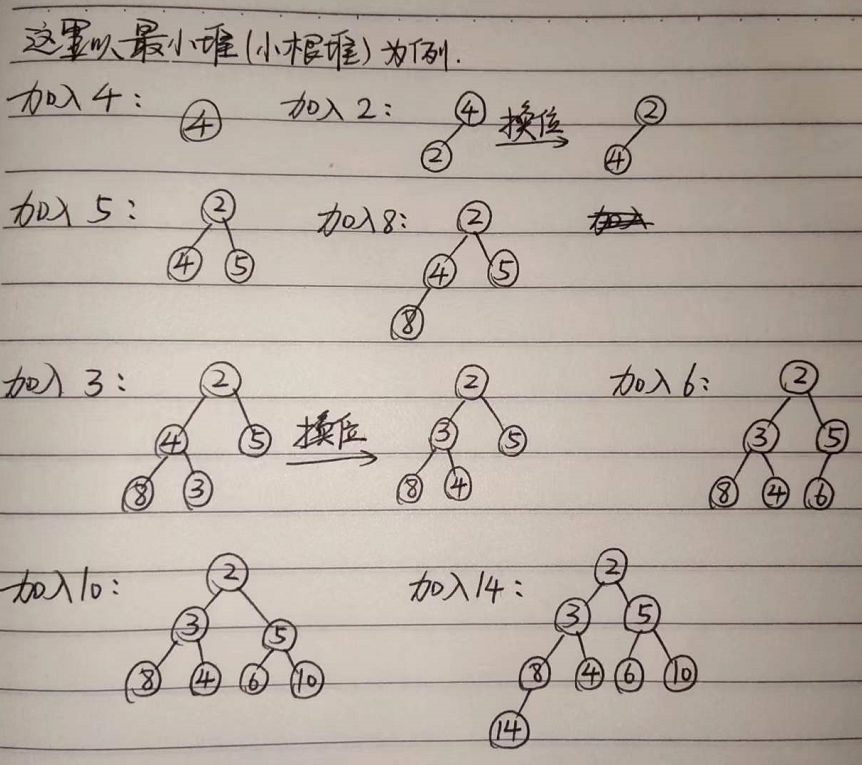 这里以最小堆(小根堆)为例.
加入4: ④ 加入2: ④ 换位 ②
② ④
加入5: ② 加入8: ② 加入
④ ⑤ ④ ⑤
⑧
加入3: ② ② 加入6: ②
④ ⑤ 换位 ③ ⑤ ③ ⑤
⑧ ③ ⑧ ④ ⑧ ④ ⑥
加入10: ② 加入14: ②
③ ⑤ ③ ⑤
⑧ ④ ⑥ ⑩ ⑧ ④ ⑥ ⑩
⑭